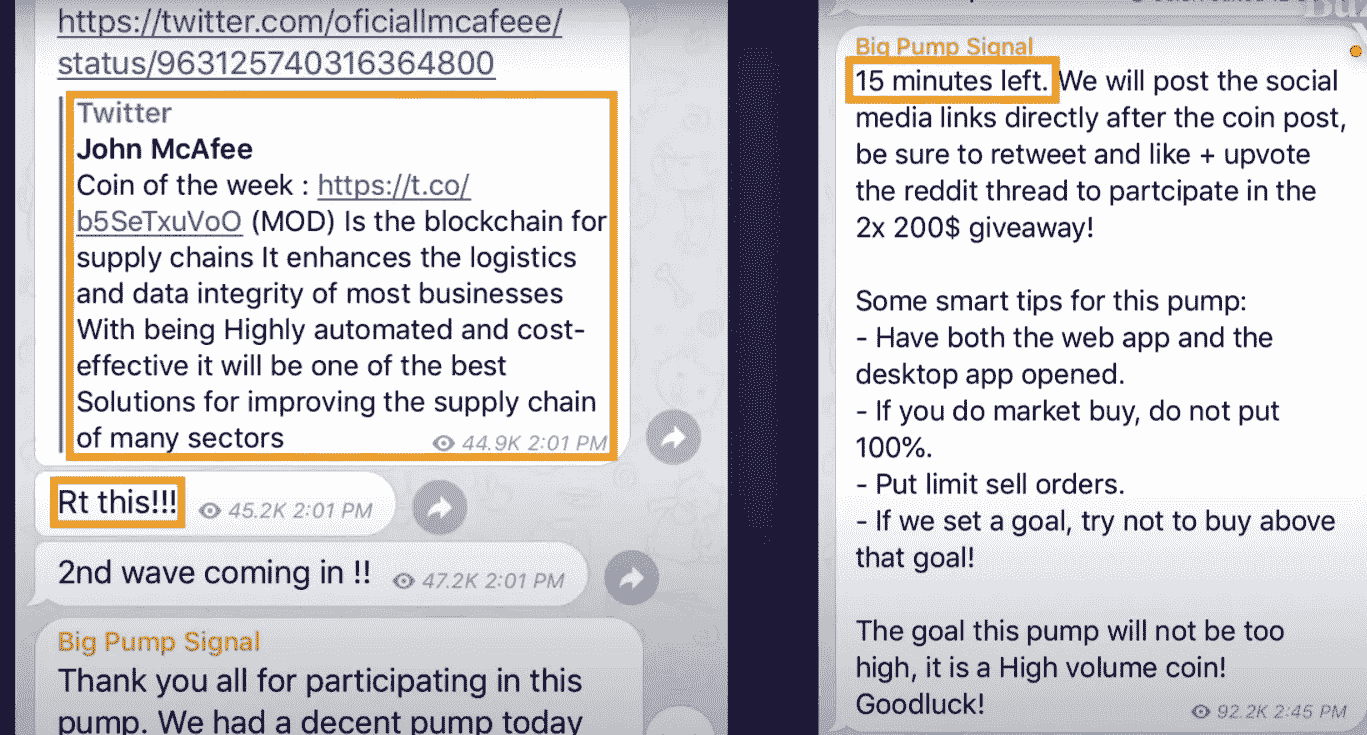 https://twitter.com/oficiallmcafeee/
status/963125740316364800
Twitter
John McAfee
Coin of the week : https://t.co/
b5SeTxuVoO (MOD) Is the blockchain for
supply chains It enhances the logistics
and data integrity of most businesses
With being Highly automated and cost-
effective it will be one of the best
Solutions for improving the supply chain
of many sectors
44.9K 2:01 PM
Rt this!!! 45.2K 2:01 PM
2nd wave coming in !! 47.2K 2:01 PM
Big Pump Signal
Thank you all for participating in this
pump. We had a decent pump today
Big Pump Signal
15 minutes left. We will post the social
media links directly after the coin post,
be sure to retweet and like + upvote
the reddit thread to partcipate in the
2x 200$ giveaway!
Some smart tips for this pump:
- Have both the web app and the
desktop app opened.
- If you do market buy, do not put
100%.
- Put limit sell orders.
- If we set a goal, try not to buy above
that goal!
The goal this pump will not be too
high, it is a High volume coin!
Goodluck!
92.2K 2:45 PM